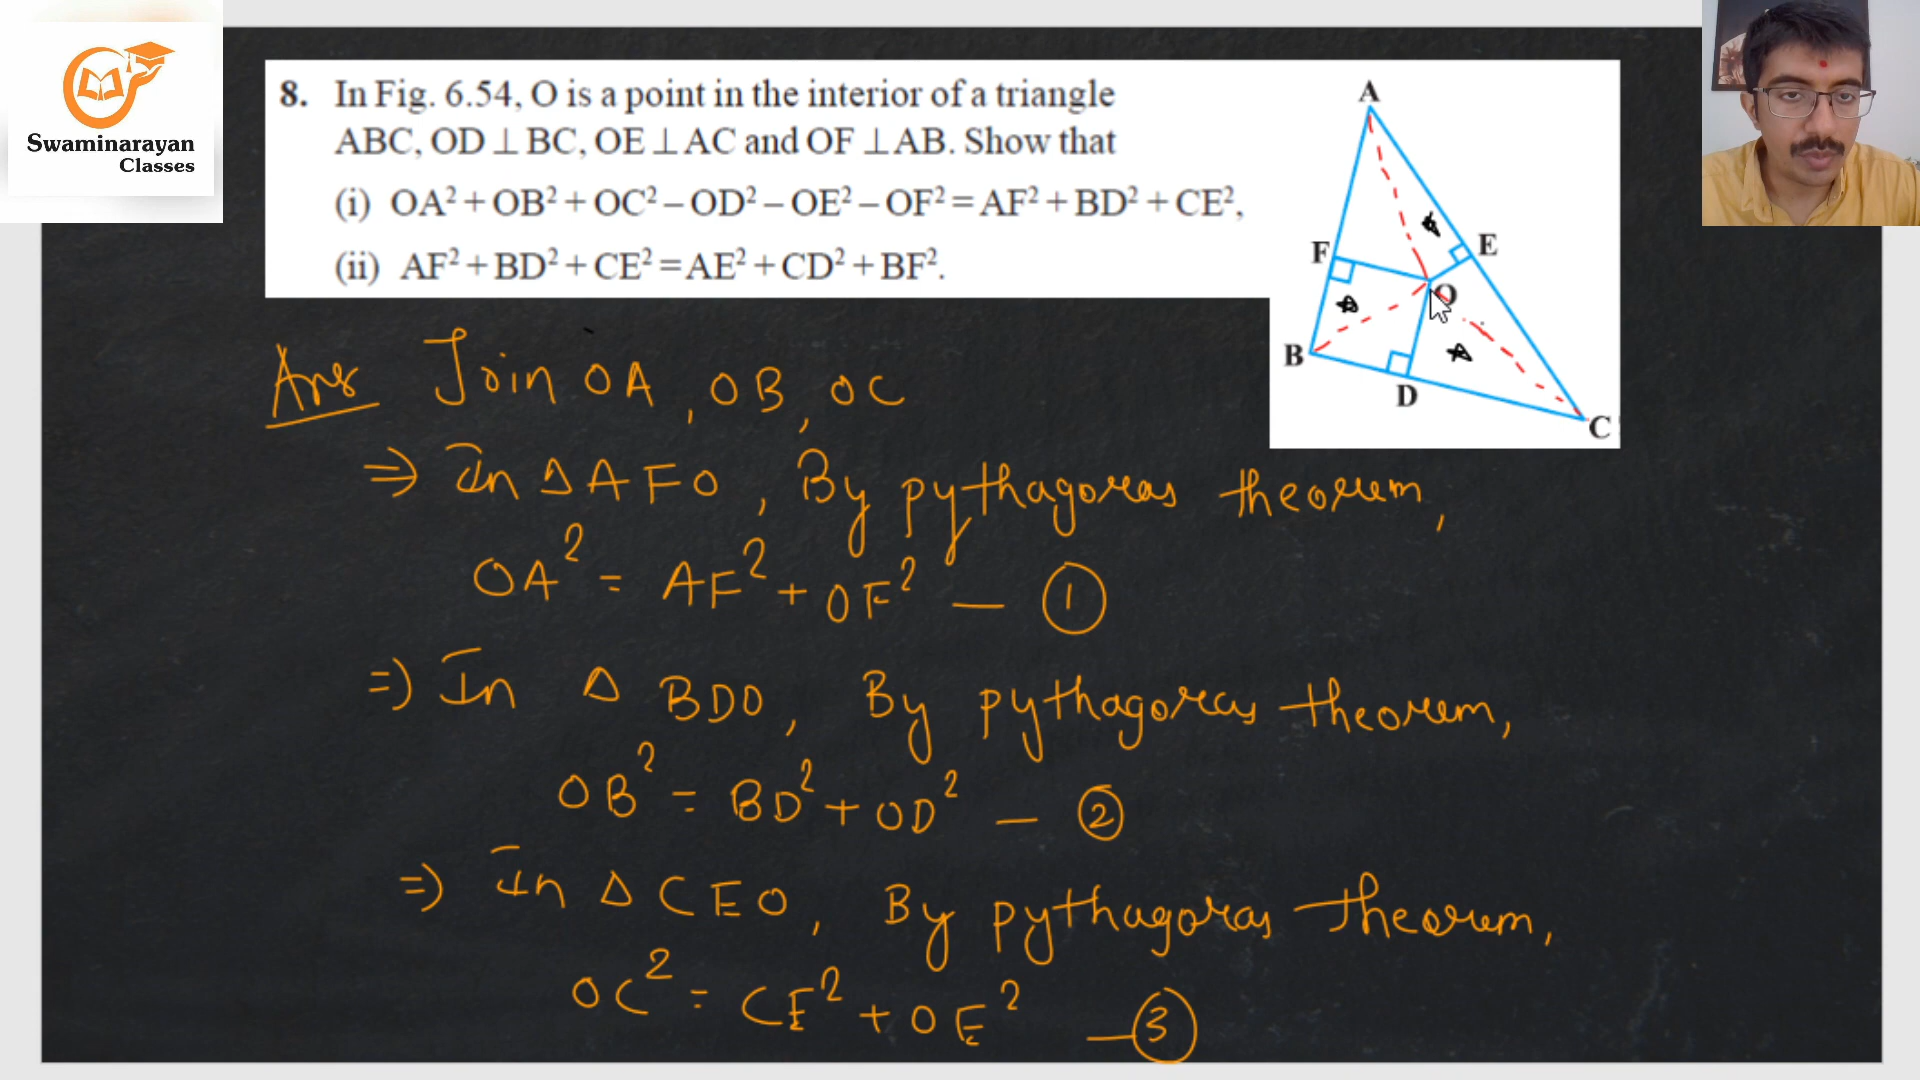 Swaminarayan
Classes
8. In Fig. 6.54, O is a point in the interior of a triangle
ABC, OD ⊥ BC, OE ⊥ AC and OF ⊥ AB. Show that
(i) OA² + OB² + OC² – OD² – OE² – OF² = AF² + BD² + CE²,
(ii) AF² + BD² + CE² = AE² + CD² + BF².
A
F
E
O
B
D
C
Ans Join OA, OB, OC
⇒ In △AFO, By pythagoras theorem,
OA² = AF² + OF² — ①
⇒ In △ BDO, By pythagoras theorem,
OB² = BD² + OD² — ②
⇒ In △ CEO, By pythagoras theorem,
OC² = CE² + OE² — ③